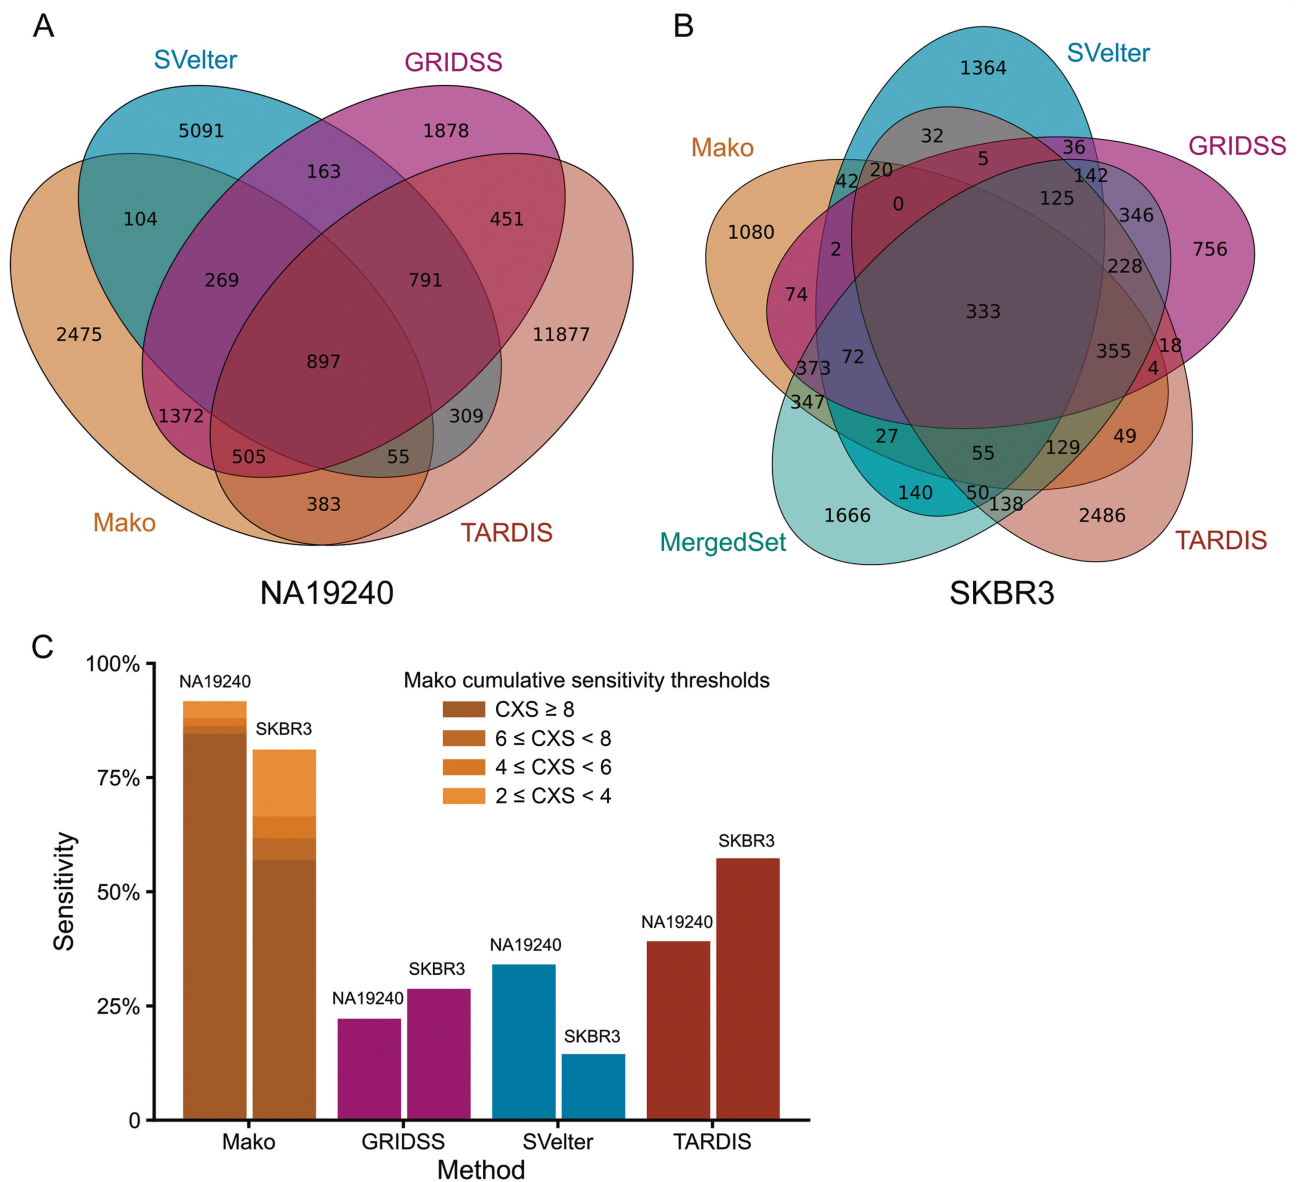 A
SVelter
GRIDSS
5091
1878
163
104
451
269
791
2475
11877
897
1372
309
505
55
383
Mako
TARDIS
NA19240
B
SVelter
1364
Mako
GRIDSS
32
36
5
20
42
142
0
125
346
1080
2
228
756
74
333
18
355
72
373
4
347
27
49
129
55
140
50
138
1666
2486
MergedSet
TARDIS
SKBR3
C
100%
75%
50%
25%
0
Sensitivity
Mako cumulative sensitivity thresholds
CXS ≥ 8
6 ≤ CXS < 8
4 ≤ CXS < 6
2 ≤ CXS < 4
NA19240
SKBR3
NA19240
SKBR3
NA19240
SKBR3
NA19240
SKBR3
Mako
GRIDSS
SVelter
TARDIS
Method